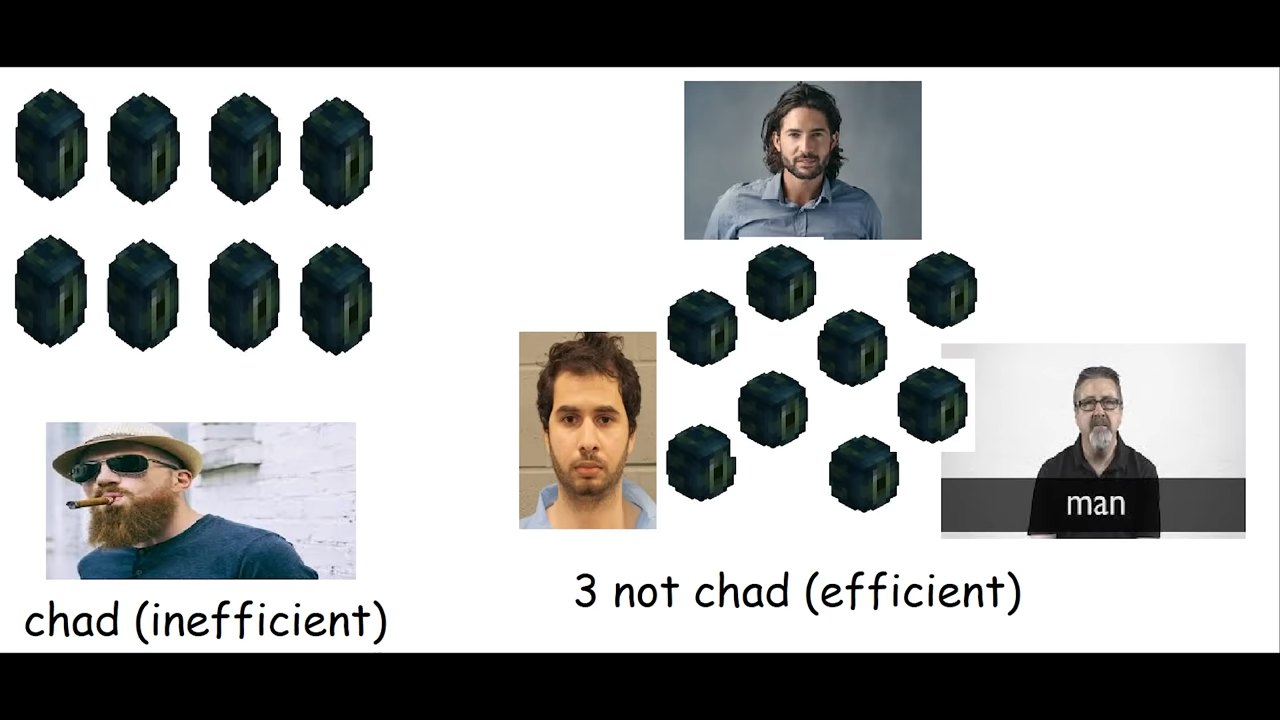 man
3 not chad (efficient)
chad (inefficient)